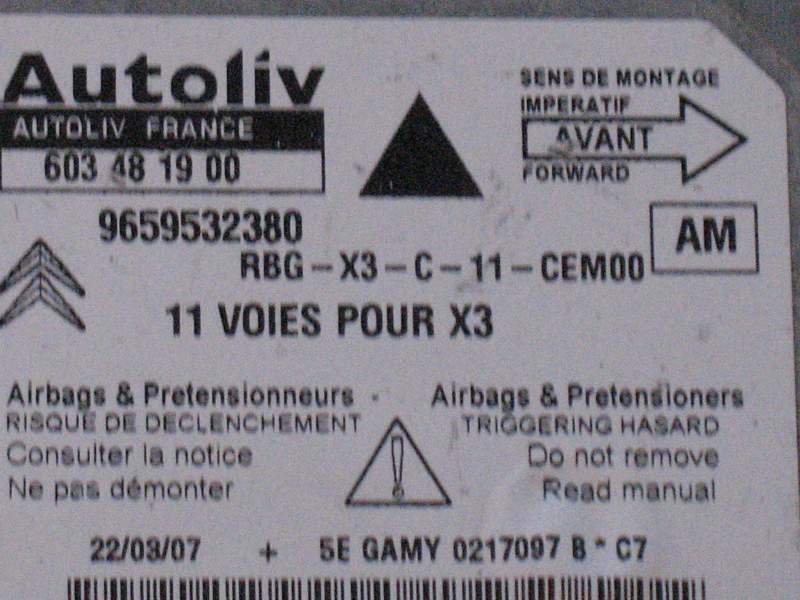 Autoliv
AUTOLIV FRANCE
603 48 19 00
SENS DE MONTAGE
IMPERATIF
AVANT
FORWARD
9659532380
AM
RBG-X3-C-11-CEM00
11 VOIES POUR X3
Airbags & Pretensionneurs
RISQUE DE DECLENCHEMENT
Consulter la notice
Ne pas démonter
Airbags & Pretensioners
TRIGGERING HASARD
Do not remove
Read manual
!
22/03/07 + 5E GAMY 0217097 B * C7